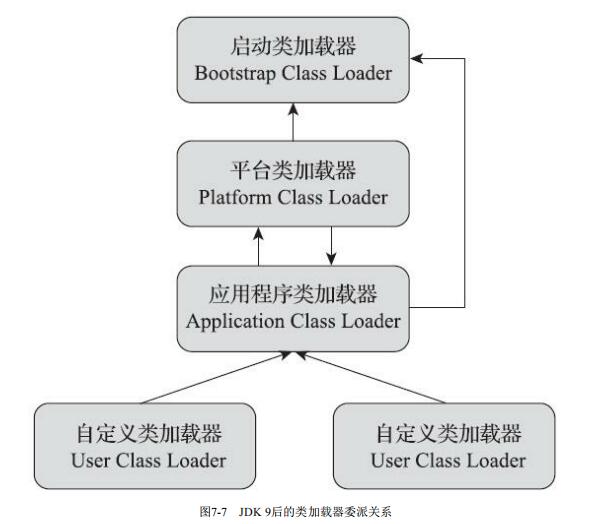 启动类加载器
Bootstrap Class Loader
平台类加载器
Platform Class Loader
应用程序类加载器
Application Class Loader
自定义类加载器
User Class Loader
自定义类加载器
User Class Loader
图7-7 JDK 9后的类加载器委派关系